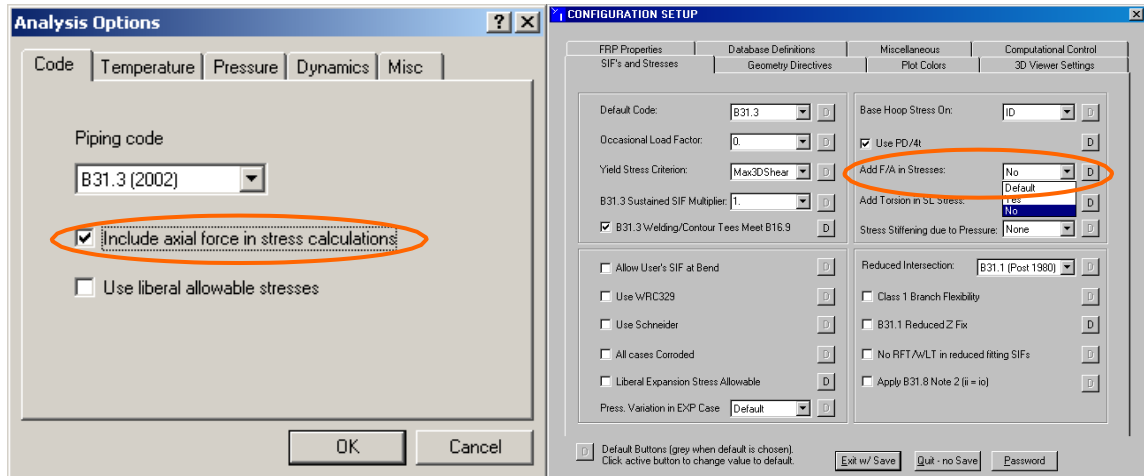 Analysis Options
Code Temperature Pressure Dynamics Misc
Piping code
B31.3 (2002)
Include axial force in stress calculations
Use liberal allowable stresses
OK Cancel
CONFIGURATION SETUP
FRP Properties Database Definitions Miscellaneous Computational Control
SIF's and Stresses Geometry Directives Plot Colors 3D Viewer Settings
Default Code: B31.3 D
Occasional Load Factor: 0. D
Yield Stress Criterion: Max3DShear D
B31.3 Sustained SIF Multiplier: 1. D
B31.3 Welding/Contour Tees Meet B16.9 D
Base Hoop Stress On: ID D
Use PD/4t D
Add F/A in Stresses: No D
Default
Yes
No
Add Torsion in SL Stress: D
Stress Stiffening due to Pressure: None D
Allow User's SIF at Bend D
Use WRC329 D
Use Schneider D
All cases Corroded D
Liberal Expansion Stress Allowable D
Press. Variation in EXP Case Default D
Reduced Intersection: B31.1 (Post 1980) D
Class 1 Branch Flexibility D
B31.1 Reduced Z Fix D
No RFT/WLT in reduced fitting SIFs D
Apply B31.8 Note 2 (ii = io) D
D Default Buttons (grey when default is chosen).
Click active button to change value to default.
Exit w/ Save Quit - no Save Password